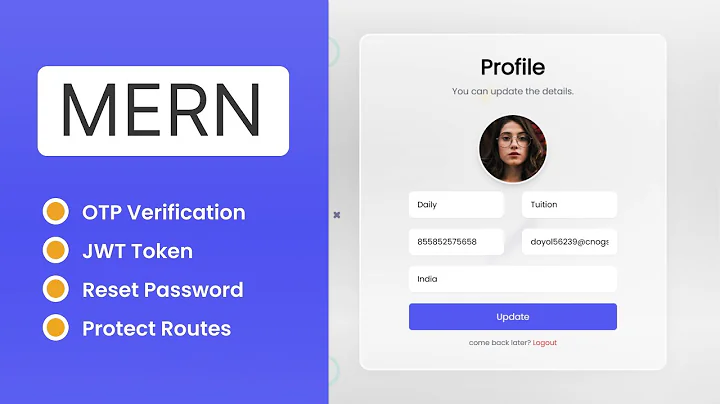 MERN
OTP Verification
JWT Token
Reset Password
Protect Routes
Profile
You can update the details.
Daily
Tuition
855852575658
doyol56239@cnogs
India
Update
come back later? Logout